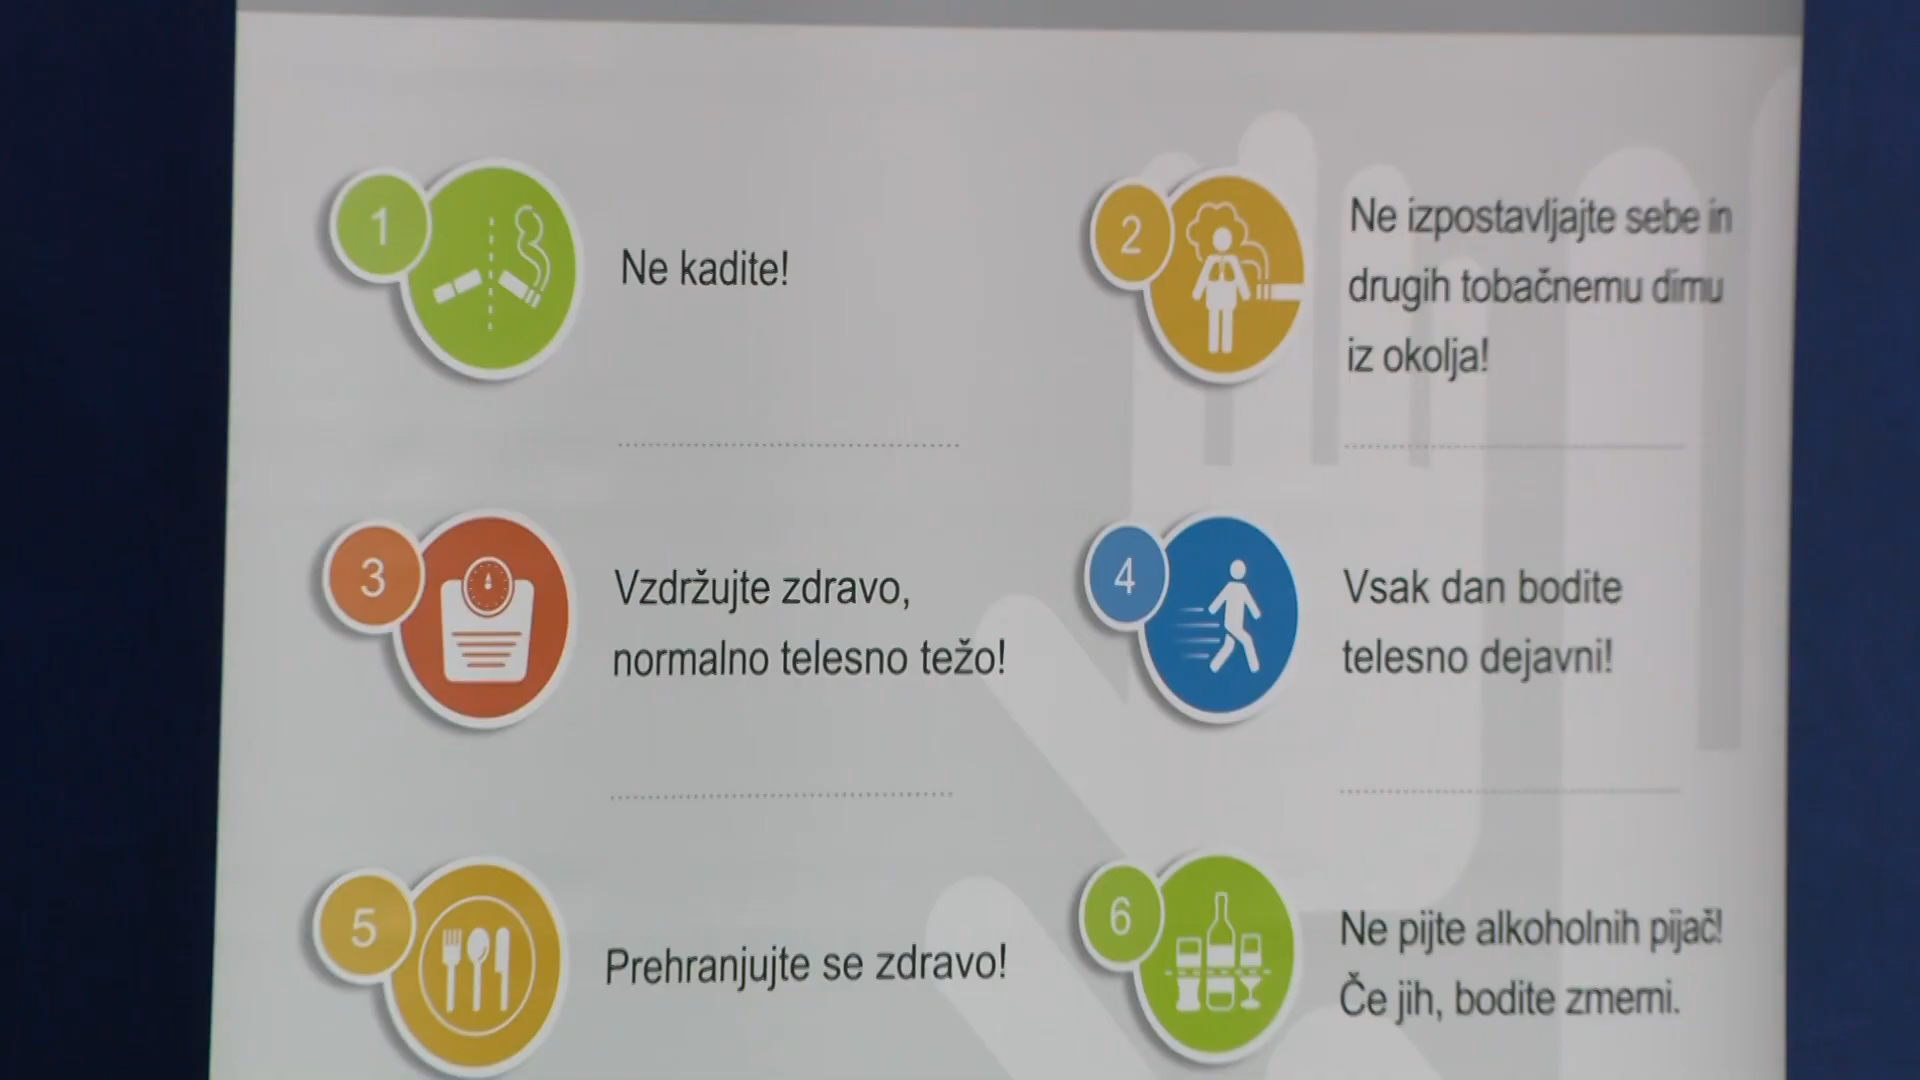 1
Ne kadite!
2
Ne izpostavljajte sebe in
drugih tobačnemu dimu
iz okolja!
3
Vzdržujte zdravo,
normalno telesno težo!
4
Vsak dan bodite
telesno dejavni!
5
Prehranjujte se zdravo!
6
Ne pijte alkoholnih pijač!
Če jih, bodite zmerni.